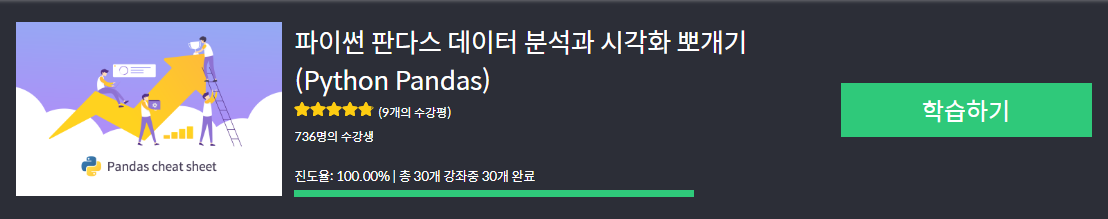 파이썬 판다스 데이터 분석과 시각화 뽀개기
(Python Pandas)
(9개의 수강평)
736명의 수강생
진도율: 100.00% | 총 30개 강좌중 30개 완료
학습하기
Pandas cheat sheet